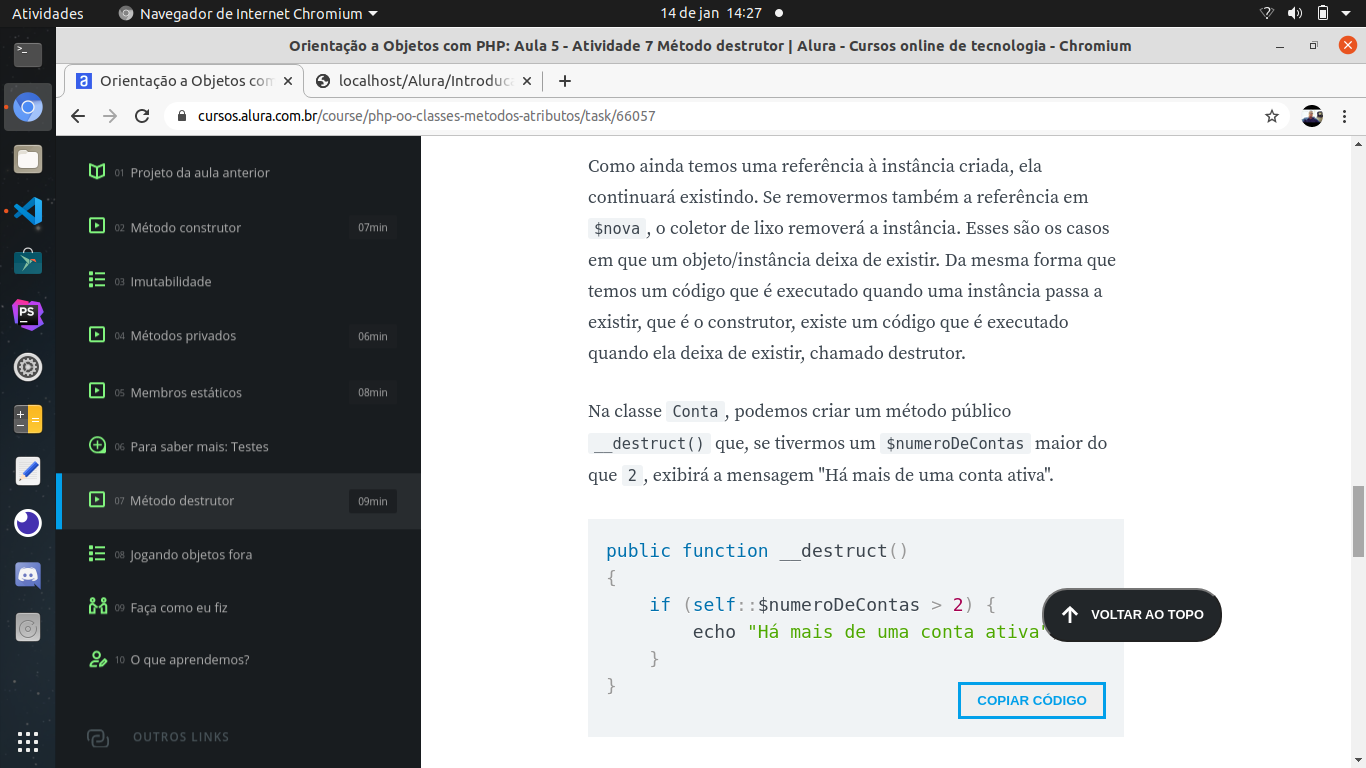 Atividades
Navegador de Internet Chromium
14 de jan 14:27
Orientação a Objetos com PHP: Aula 5 - Atividade 7 Método destrutor | Alura - Cursos online de tecnologia - Chromium
Orientação a Objetos com
localhost/Alura/Introduca
cursos.alura.com.br/course/php-oo-classes-metodos-atributos/task/66057
01 Projeto da aula anterior
02 Método construtor 07min
03 Imutabilidade
04 Métodos privados 06min
05 Membros estáticos 08min
06 Para saber mais: Testes
07 Método destrutor 09min
08 Jogando objetos fora
09 Faça como eu fiz
10 O que aprendemos?
OUTROS LINKS
Como ainda temos uma referência à instância criada, ela
continuará existindo. Se removermos também a referência em
$nova, o coletor de lixo removerá a instância. Esses são os casos
em que um objeto/instância deixa de existir. Da mesma forma que
temos um código que é executado quando uma instância passa a
existir, que é o construtor, existe um código que é executado
quando ela deixa de existir, chamado destrutor.
Na classe Conta, podemos criar um método público
__destruct() que, se tivermos um $numeroDeContas maior do
que 2, exibirá a mensagem "Há mais de uma conta ativa".
public function __destruct()
{
if (self::$numeroDeContas > 2) {
echo "Há mais de uma conta ativa"
}
}
VOLTAR AO TOPO
COPIAR CÓDIGO
>_
PS